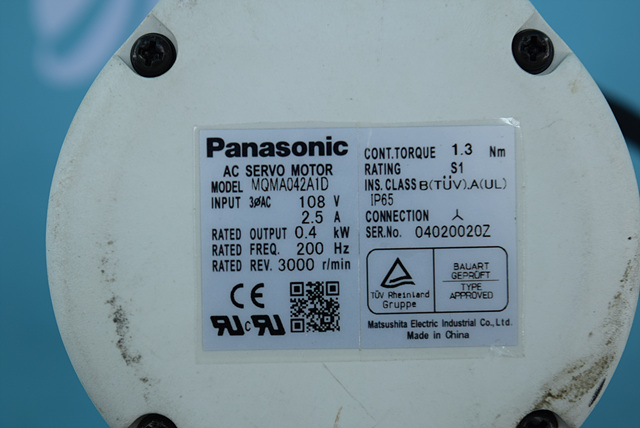 Panasonic
AC SERVO MOTOR
MODEL MQMA042A1D
INPUT 3øAC 108 V
2.5 A
RATED OUTPUT 0.4 kW
RATED FREQ. 200 Hz
RATED REV. 3000 r/min
CE
CONT.TORQUE 1.3 Nm
RATING S1
INS.CLASS B(TÜV).A(UL)
IP65
CONNECTION
SER.No. 04020020Z
TÜV Rheinland
Gruppe
BAUART
GEPRÜFT
TYPE
APPROVED
Matsushita Electric Industrial Co.,Ltd.
Made in China